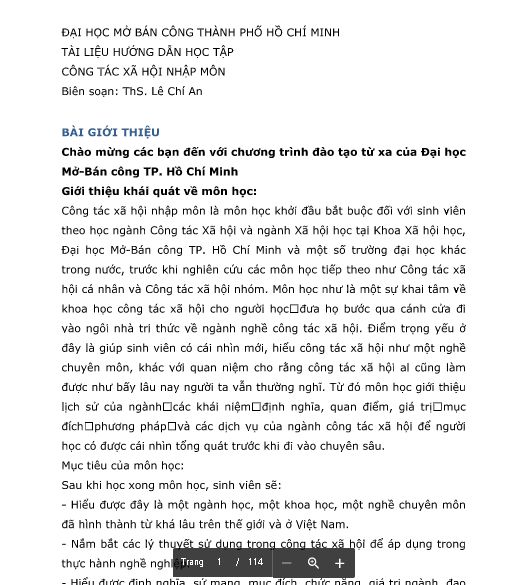 ĐẠI HỌC MỞ BÁN CÔNG THÀNH PHỐ HỒ CHÍ MINH
TÀI LIỆU HƯỚNG DẪN HỌC TẬP
CÔNG TÁC XÃ HỘI NHẬP MÔN
Biên soạn: ThS. Lê Chí An
BÀI GIỚI THIỆU
Chào mừng các bạn đến với chương trình đào tạo từ xa của Đại học
Mở-Bán công TP. Hồ Chí Minh
Giới thiệu khái quát về môn học:
Công tác xã hội nhập môn là môn học khởi đầu bắt buộc đối với sinh viên
theo học ngành Công tác Xã hội và ngành Xã hội học tại Khoa Xã hội học,
Đại học Mở-Bán công TP. Hồ Chí Minh và một số trường đại học khác
trong nước, trước khi nghiên cứu các môn học tiếp theo như Công tác xã
hội cá nhân và Công tác xã hội nhóm. Môn học như là một sự khai tâm về
khoa học công tác xã hội cho người học□đưa họ bước qua cánh cửa đi
vào ngôi nhà tri thức về ngành nghề công tác xã hội. Điểm trọng yếu ở
đây là giúp sinh viên có cái nhìn mới, hiểu công tác xã hội như một nghề
chuyên môn, khác với quan niệm cho rằng công tác xã hội al cũng làm
được như bấy lâu nay người ta vẫn thường nghĩ. Từ đó môn học giới thiệu
lịch sử của ngành□các khái niệm□định nghĩa, quan điểm, giá trị□mục
đích□phương pháp□và các dịch vụ của ngành công tác xã hội để người
học có được cái nhìn tổng quát trước khi đi vào chuyên sâu.
Mục tiêu của môn học:
Sau khi học xong môn học, sinh viên sẽ:
- Hiểu được đây là một ngành học, một khoa học, một nghề chuyên môn
đã hình thành từ khá lâu trên thế giới và ở Việt Nam.
- Nắm bắt các lý thuyết sử dụng trong công tác xã hội để áp dụng trong
thực hành nghề nghiệp
Trang 1 / 114
- Hiểu được định nghĩa, sứ mạng, mục đích, chức năng, giá trị ngành, đạo